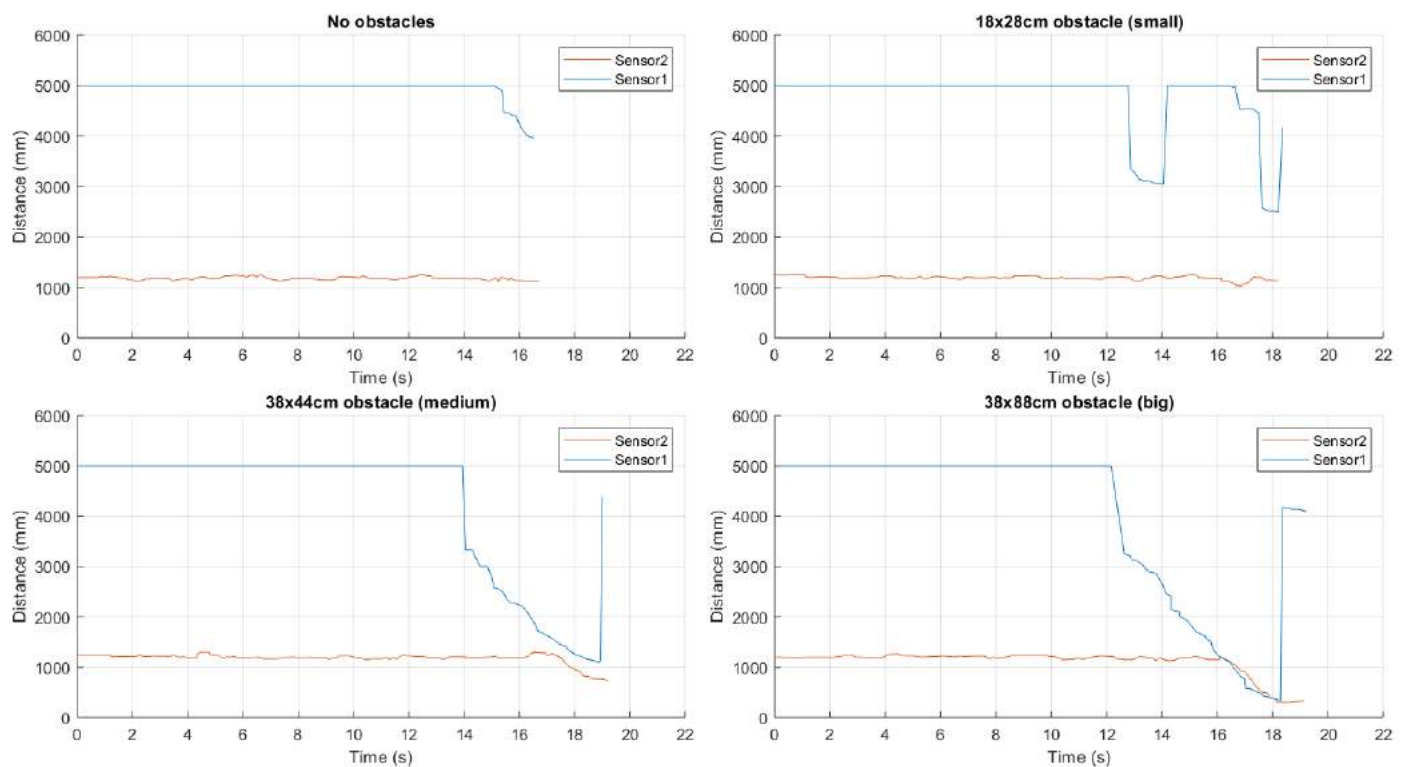 No obstacles
6000
5000
4000
3000
2000
1000
0
Distance (mm)
Sensor2
Sensor1
0 2 4 6 8 10 12 14 16 18 20 22
Time (s)
18x28cm obstacle (small)
6000
5000
4000
3000
2000
1000
0
Distance (mm)
Sensor2
Sensor1
0 2 4 6 8 10 12 14 16 18 20 22
Time (s)
38x44cm obstacle (medium)
6000
5000
4000
3000
2000
1000
0
Distance (mm)
Sensor2
Sensor1
0 2 4 6 8 10 12 14 16 18 20 22
Time (s)
38x88cm obstacle (big)
6000
5000
4000
3000
2000
1000
0
Distance (mm)
Sensor2
Sensor1
0 2 4 6 8 10 12 14 16 18 20 22
Time (s)